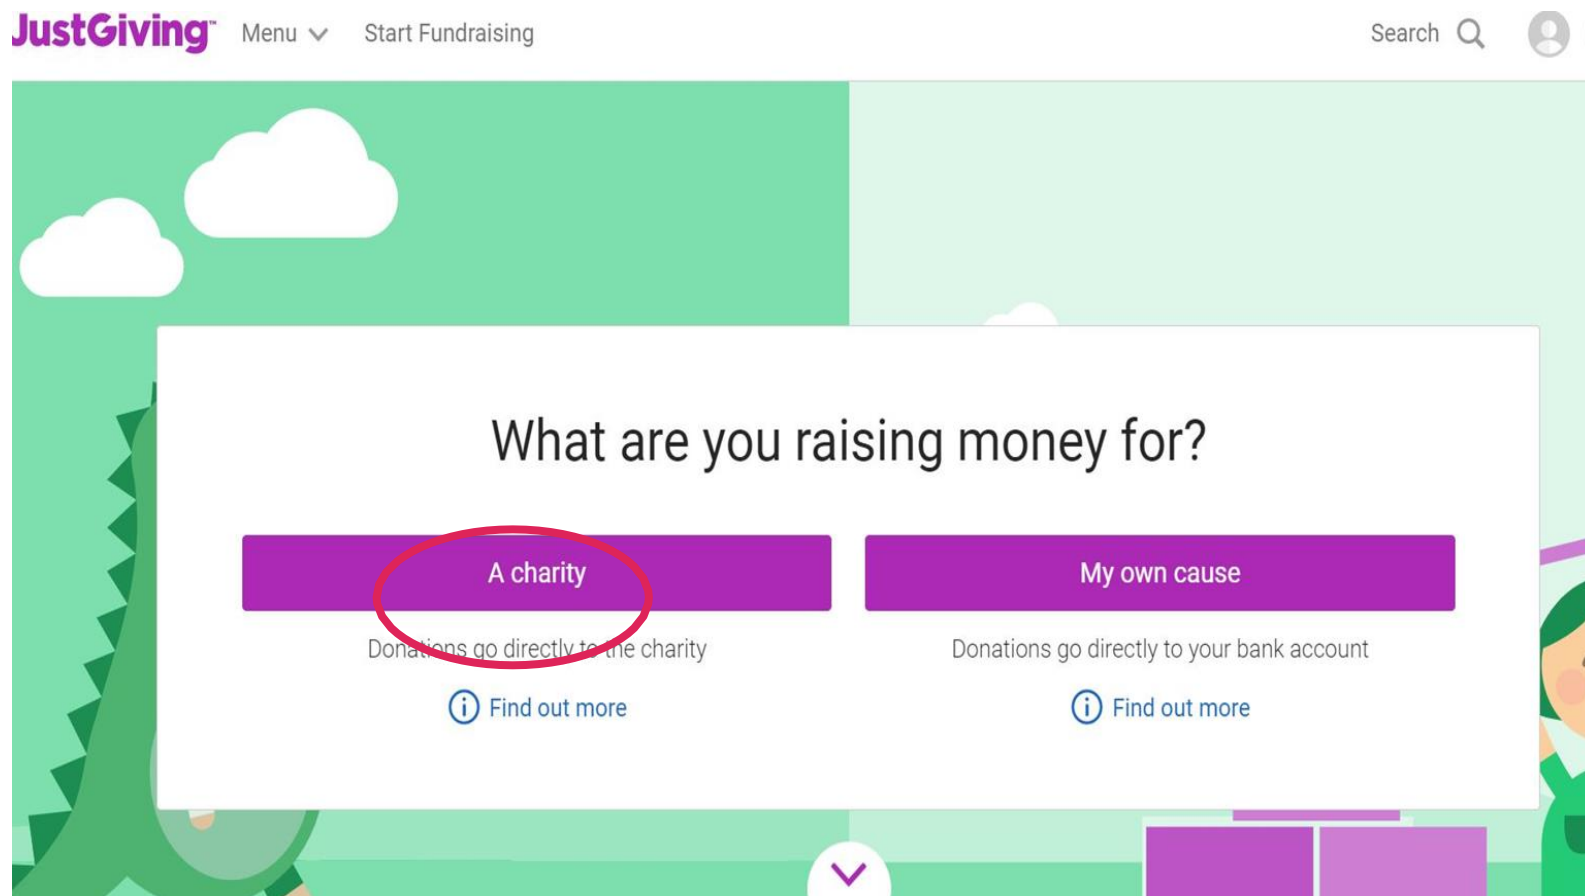 JustGiving™ Menu Start Fundraising Search
What are you raising money for?
A charity My own cause
Donations go directly to the charity Donations go directly to your bank account
Find out more Find out more